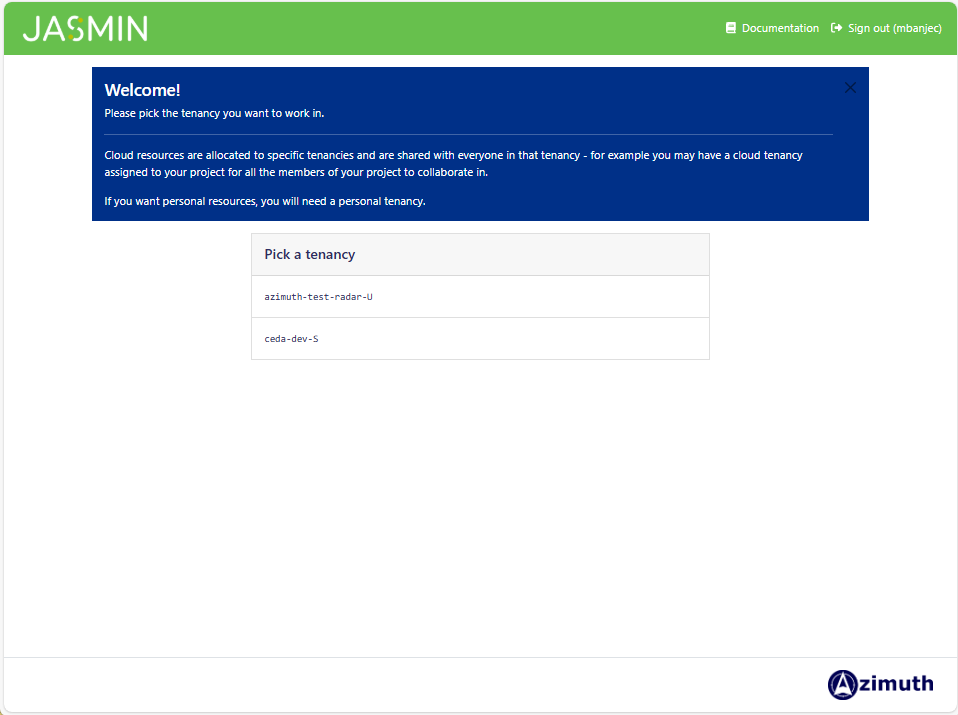 JASMIN
Documentation
Sign out (mbanjec)
Welcome!
Please pick the tenancy you want to work in.
Cloud resources are allocated to specific tenancies and are shared with everyone in that tenancy - for example you may have a cloud tenancy
assigned to your project for all the members of your project to collaborate in.
If you want personal resources, you will need a personal tenancy.
Pick a tenancy
azimuth-test-radar-U
ceda-dev-S
Azimuth